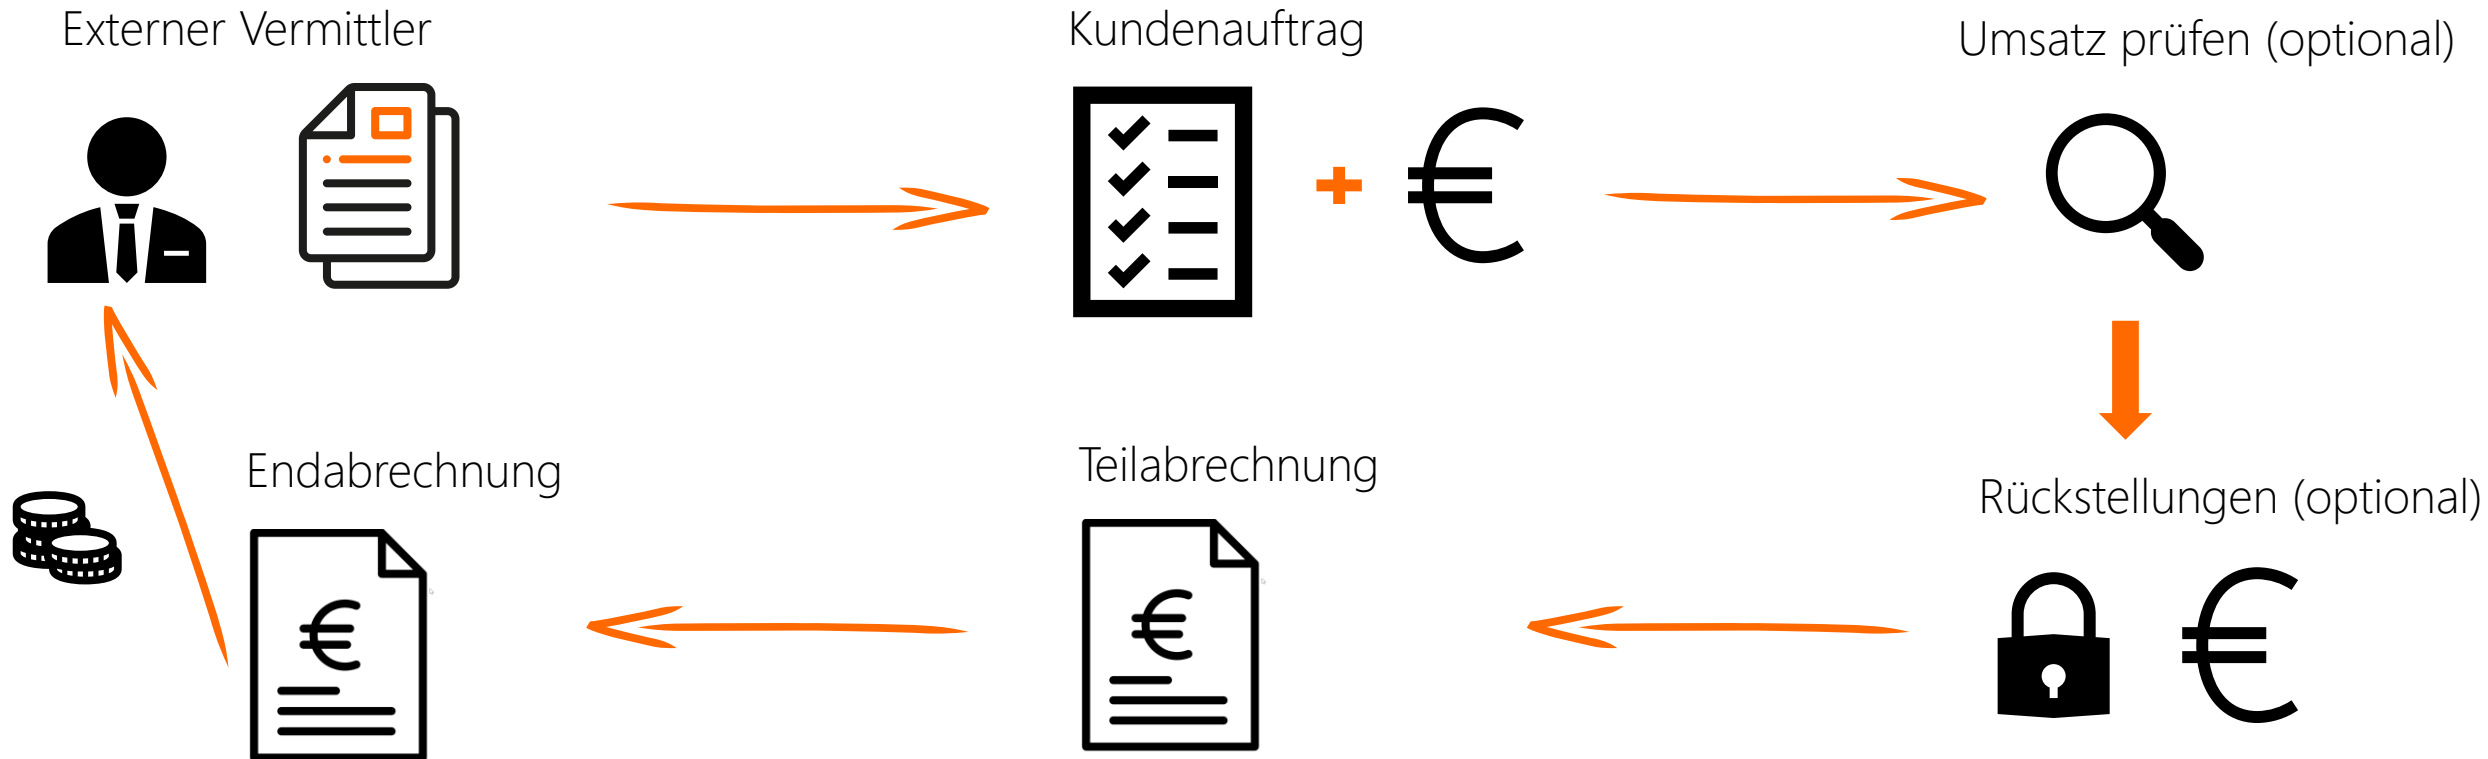 Externer Vermittler
Kundenauftrag
Umsatz prüfen (optional)
Endabrechnung
Teilabrechnung
Rückstellungen (optional)